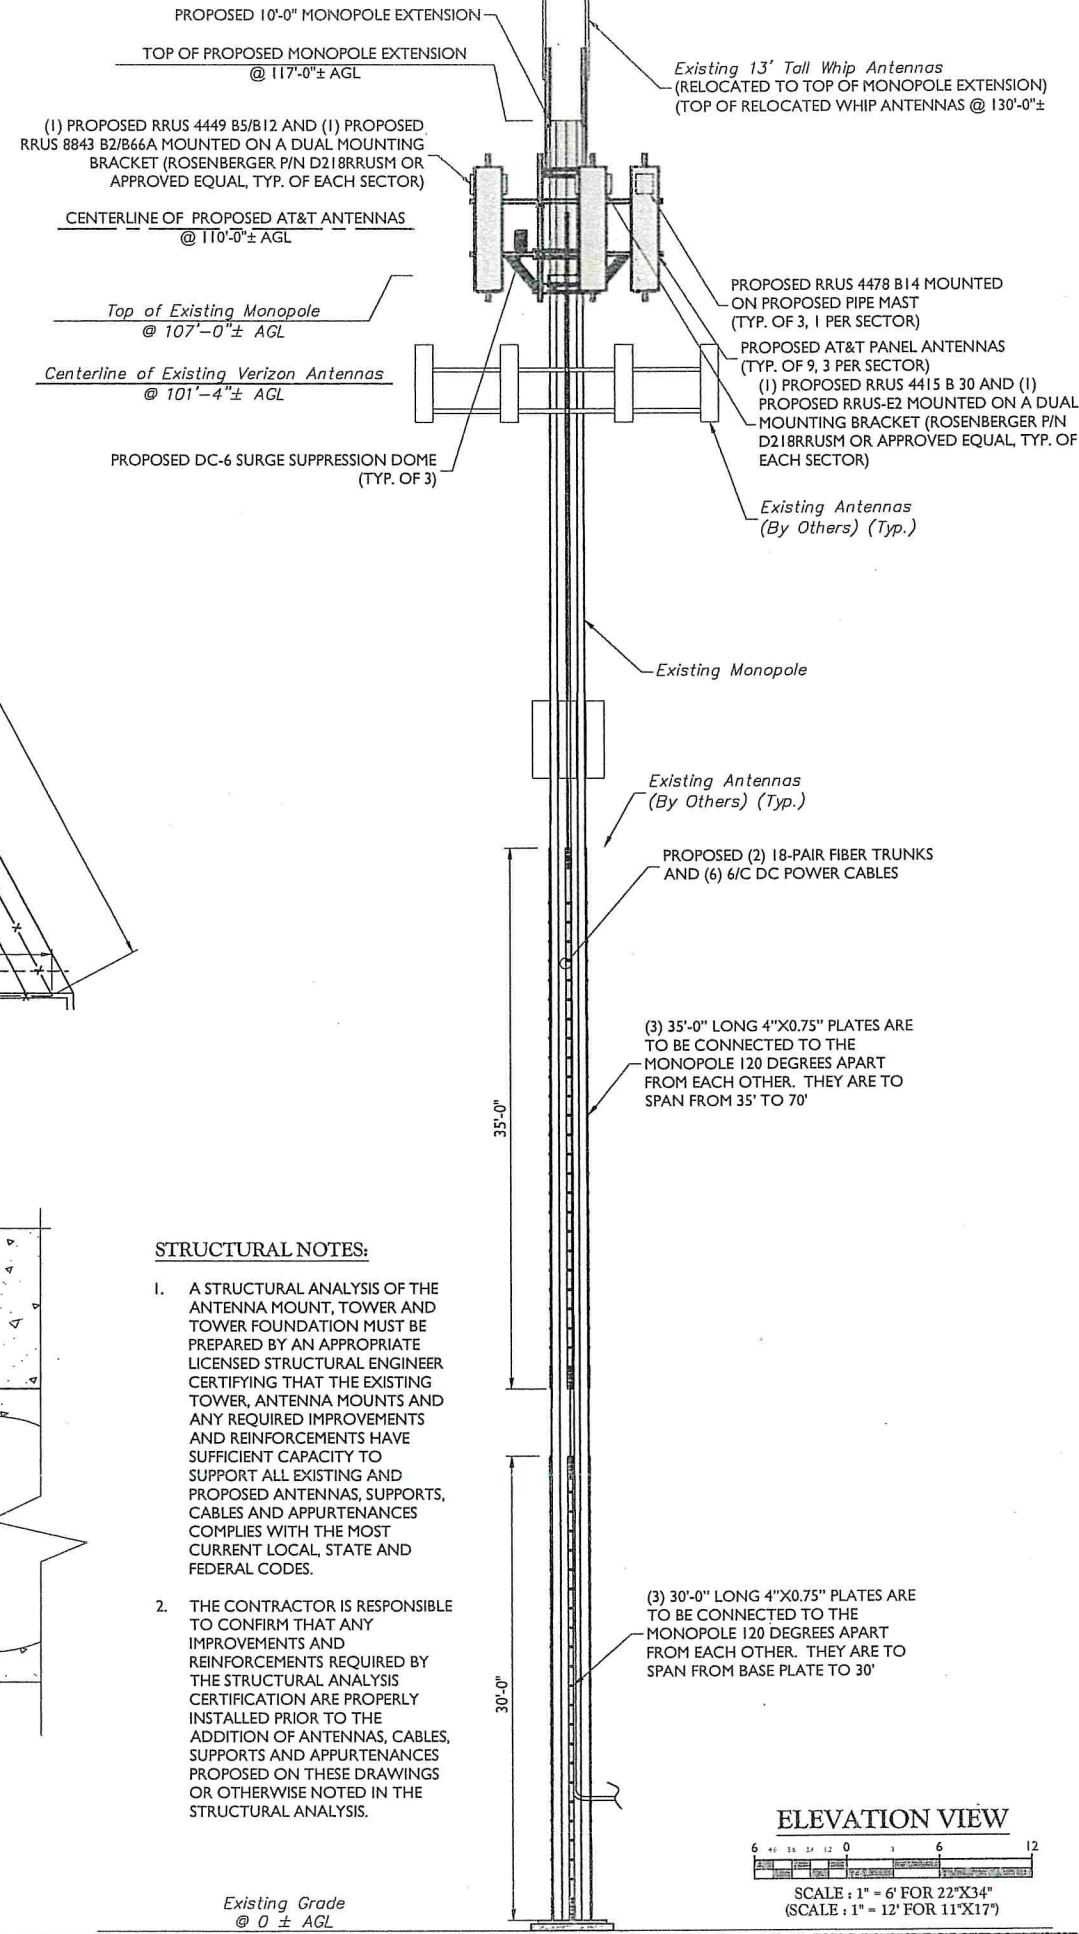 PROPOSED 10'-0" MONOPOLE EXTENSION
TOP OF PROPOSED MONOPOLE EXTENSION
@ 117'-0"± AGL
Existing 13' Tall Whip Antennas
(RELOCATED TO TOP OF MONOPOLE EXTENSION)
(TOP OF RELOCATED WHIP ANTENNAS @ 130'-0"±
(1) PROPOSED RRUS 4449 B5/B12 AND (1) PROPOSED
RRUS 8843 B2/B66A MOUNTED ON A DUAL MOUNTING
BRACKET (ROSENBERGER P/N D218RRUSM OR
APPROVED EQUAL, TYP. OF EACH SECTOR)
CENTERLINE OF PROPOSED AT&T ANTENNAS
@ 110'-0"± AGL
Top of Existing Monopole
@ 107'-0"± AGL
Centerline of Existing Verizon Antennas
@ 101'-4"± AGL
PROPOSED DC-6 SURGE SUPPRESSION DOME
(TYP. OF 3)
PROPOSED RRUS 4478 B14 MOUNTED
ON PROPOSED PIPE MAST
(TYP. OF 3, 1 PER SECTOR)
PROPOSED AT&T PANEL ANTENNAS
(TYP. OF 9, 3 PER SECTOR)
(1) PROPOSED RRUS 4415 B 30 AND (1)
PROPOSED RRUS-E2 MOUNTED ON A DUAL
MOUNTING BRACKET (ROSENBERGER P/N
D218RRUSM OR APPROVED EQUAL, TYP. OF
EACH SECTOR)
Existing Antennas
(By Others) (Typ.)
Existing Monopole
Existing Antennas
(By Others) (Typ.)
PROPOSED (2) 18-PAIR FIBER TRUNKS
AND (6) 6/C DC POWER CABLES
(3) 35'-0" LONG 4"X0.75" PLATES ARE
TO BE CONNECTED TO THE
MONOPOLE 120 DEGREES APART
FROM EACH OTHER. THEY ARE TO
SPAN FROM 35' TO 70'
35'-0"
STRUCTURAL NOTES:
1. A STRUCTURAL ANALYSIS OF THE
ANTENNA MOUNT, TOWER AND
TOWER FOUNDATION MUST BE
PREPARED BY AN APPROPRIATE
LICENSED STRUCTURAL ENGINEER
CERTIFYING THAT THE EXISTING
TOWER, ANTENNA MOUNTS AND
ANY REQUIRED IMPROVEMENTS
AND REINFORCEMENTS HAVE
SUFFICIENT CAPACITY TO
SUPPORT ALL EXISTING AND
PROPOSED ANTENNAS, SUPPORTS,
CABLES AND APPURTENANCES
COMPLIES WITH THE MOST
CURRENT LOCAL, STATE AND
FEDERAL CODES.
2. THE CONTRACTOR IS RESPONSIBLE
TO CONFIRM THAT ANY
IMPROVEMENTS AND
REINFORCEMENTS REQUIRED BY
THE STRUCTURAL ANALYSIS
CERTIFICATION ARE PROPERLY
INSTALLED PRIOR TO THE
ADDITION OF ANTENNAS, CABLES,
SUPPORTS AND APPURTENANCES
PROPOSED ON THESE DRAWINGS
OR OTHERWISE NOTED IN THE
STRUCTURAL ANALYSIS.
(3) 30'-0" LONG 4"X0.75" PLATES ARE
TO BE CONNECTED TO THE
MONOPOLE 120 DEGREES APART
FROM EACH OTHER. THEY ARE TO
SPAN FROM BASE PLATE TO 30'
30'-0"
Existing Grade
@ 0 ± AGL
ELEVATION VIEW
6 0 3 6 12
SCALE : 1" = 6' FOR 22"X34"
(SCALE : 1" = 12' FOR 11"X17")